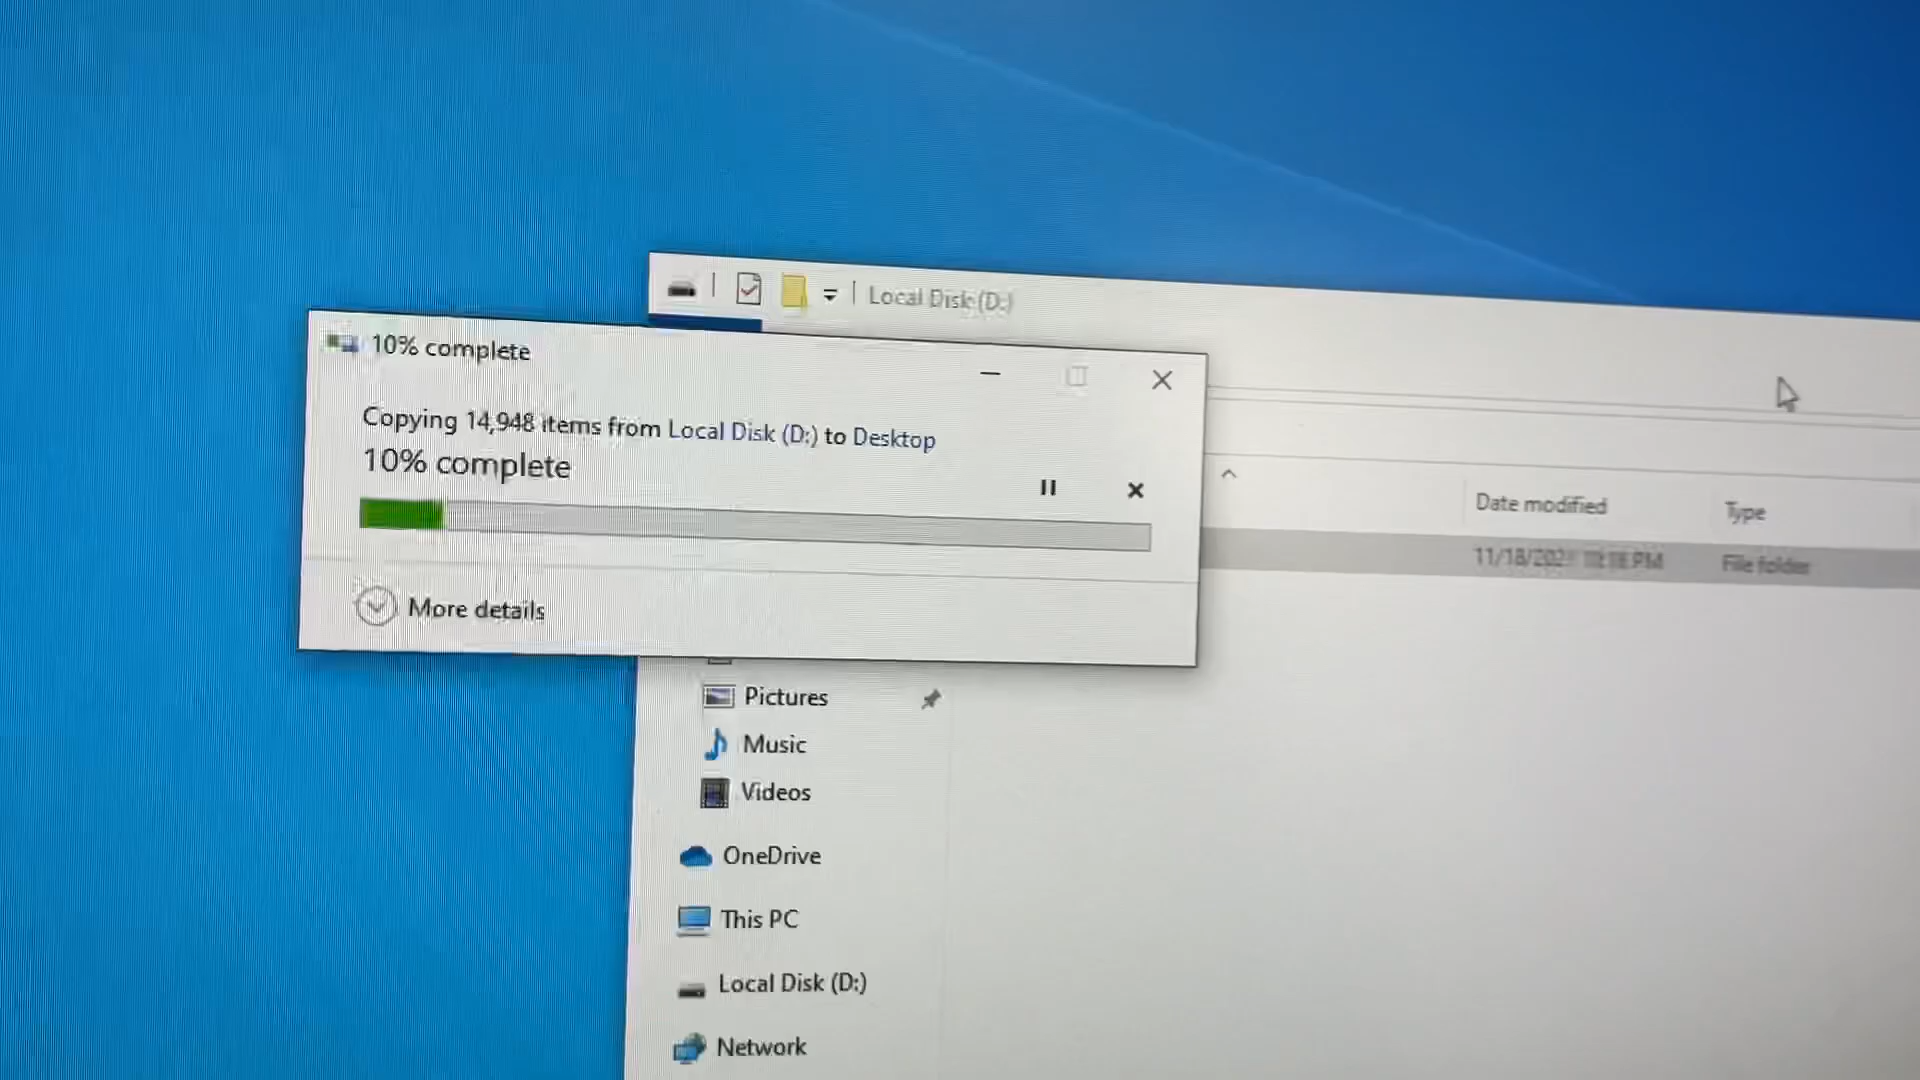 Local Disk (D:)
10% complete
Copying 14,948 items from Local Disk (D:) to Desktop
10% complete
More details
Date modified
Type
File folder
Pictures
Music
Videos
OneDrive
This PC
Local Disk (D:)
Network